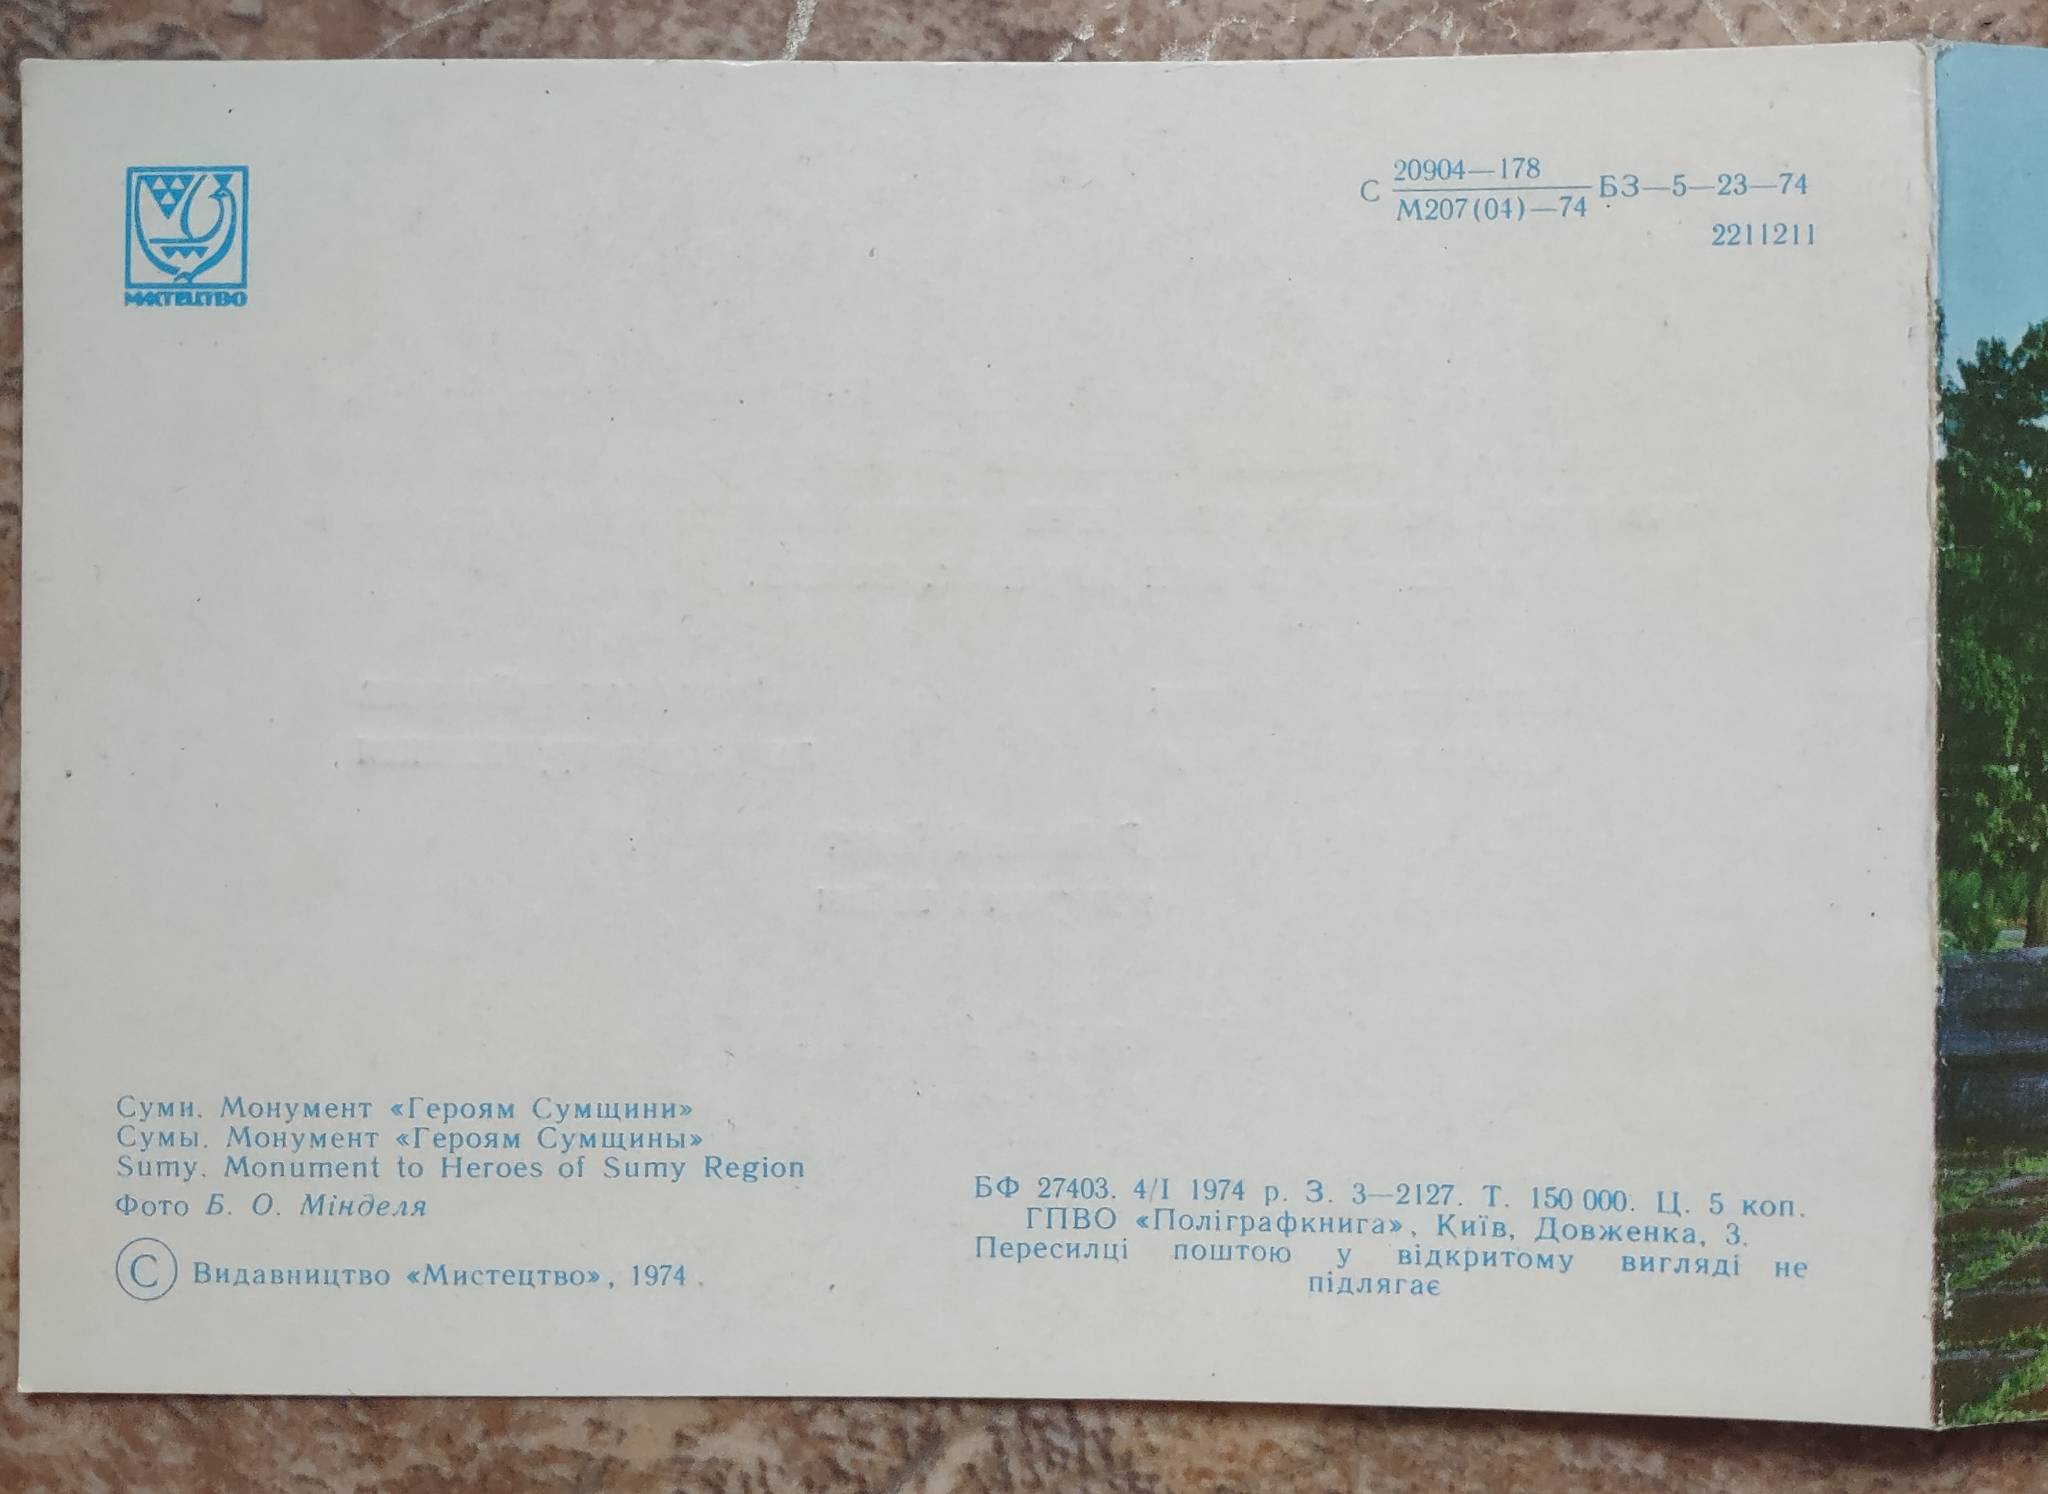 МИСТЕЦТВО
С 20904—178 БЗ—5—23—74
М207(04)—74
2211211
Суми. Монумент «Героям Сумщини»
Сумы. Монумент «Героям Сумщины»
Sumy. Monument to Heroes of Sumy Region
Фото Б. О. Мінделя
© Видавництво «Мистецтво», 1974
БФ 27403. 4/I 1974 р. З. 3—2127. Т. 150 000. Ц. 5 коп.
ГПВО «Поліграфкнига», Київ, Довженка, 3.
Пересилці поштою у відкритому вигляді не
підлягає